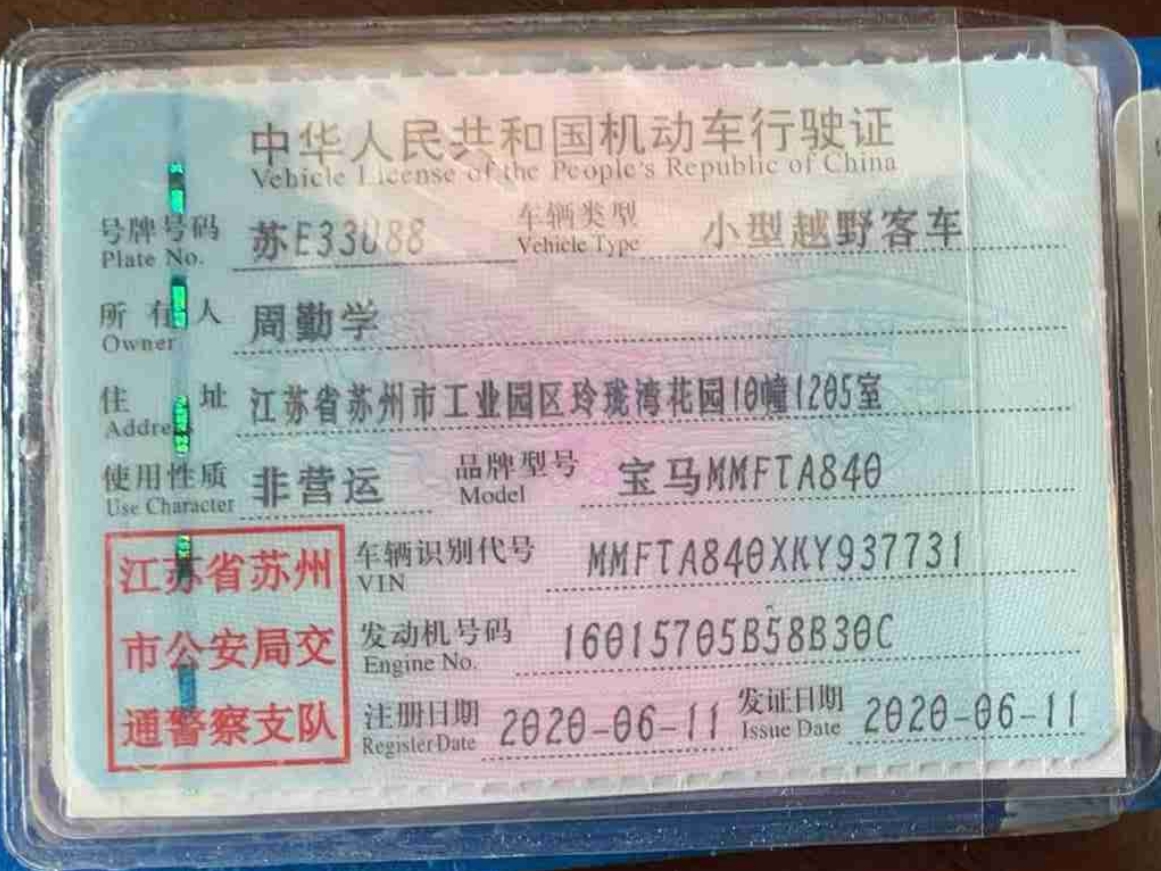 中华人民共和国机动车行驶证
Vehicle License of the People's Republic of China
号牌号码 苏E33U88 车辆类型 小型越野客车
Plate No. Vehicle Type
所有人 周勤学
Owner
住址 江苏省苏州市工业园区玲珑湾花园10幢1205室
Address
使用性质 非营运 品牌型号 宝马MMFTA840
Use Character Model
江苏省苏州 车辆识别代号 MMFTA840XKY937731
VIN
市公安局交 发动机号码 16015705B58B30C
Engine No.
通警察支队 注册日期 2020-06-11 发证日期 2020-06-11
Register Date Issue Date